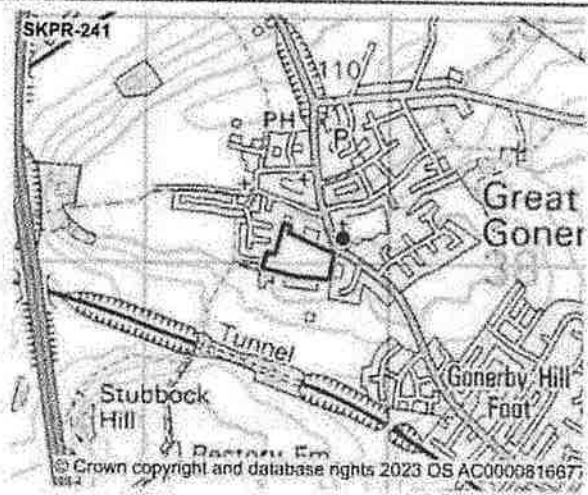 SKPR-241
110
PH
P
Great
Goner
Tunnel
Gonerby Hill
Foot
Stubbock
Hill
© Crown copyright and database rights 2023 OS AC0000816677